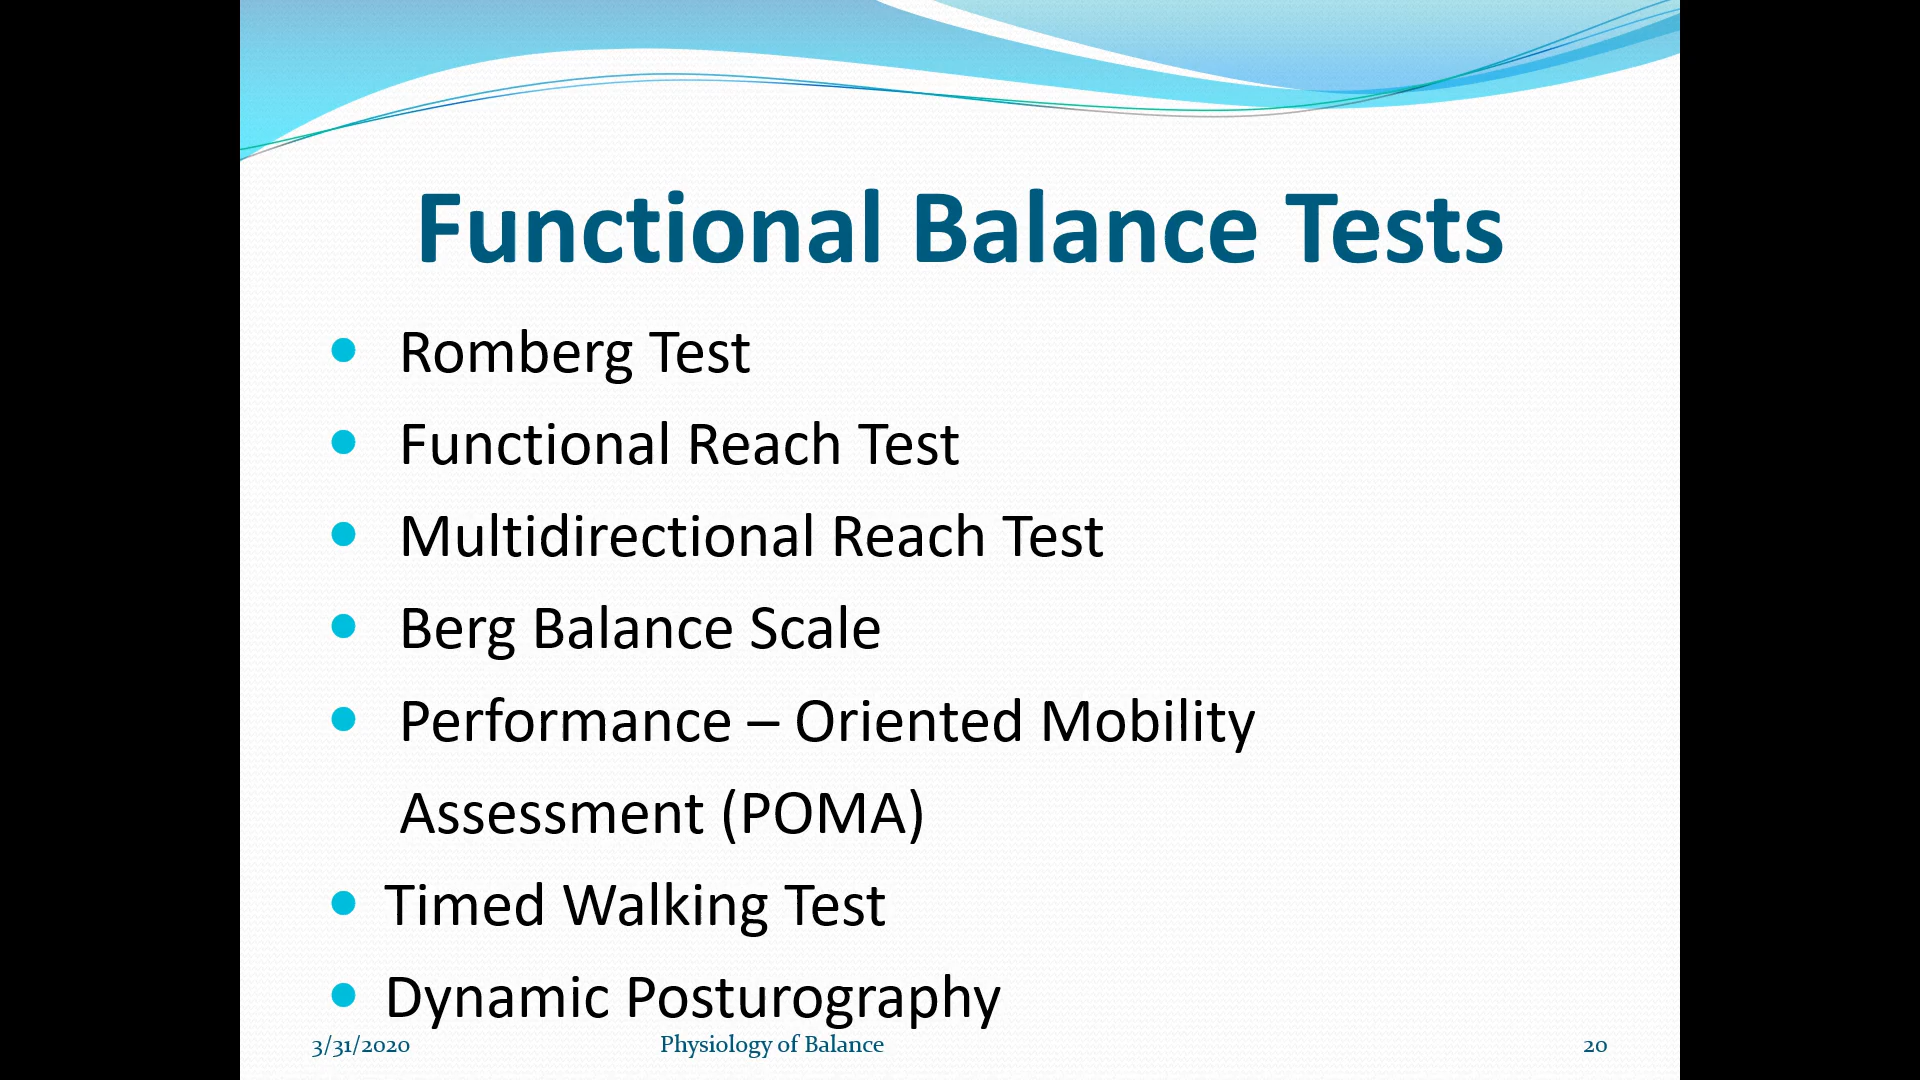 Functional Balance Tests
• Romberg Test
• Functional Reach Test
• Multidirectional Reach Test
• Berg Balance Scale
• Performance – Oriented Mobility
Assessment (POMA)
• Timed Walking Test
• Dynamic Posturography
3/31/2020 Physiology of Balance 20